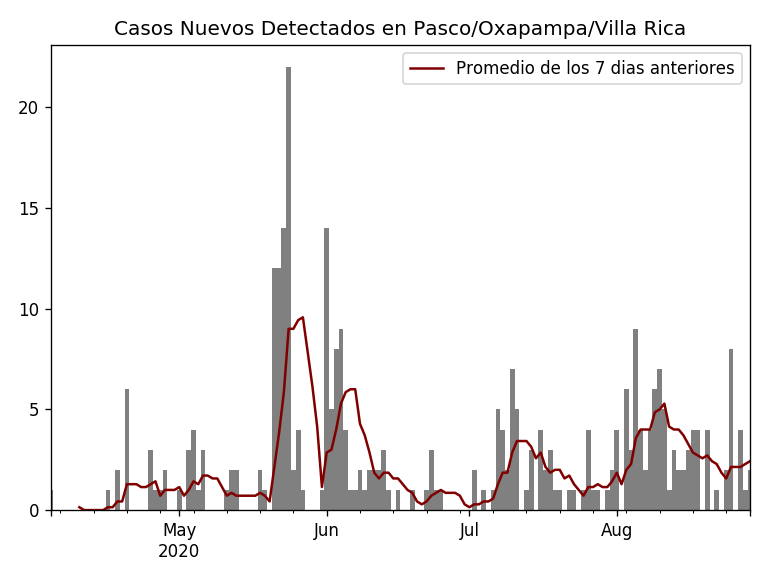 Casos Nuevos Detectados en Pasco/Oxapampa/Villa Rica
Promedio de los 7 dias anteriores
20
15
10
5
0
May
2020
Jun
Jul
Aug